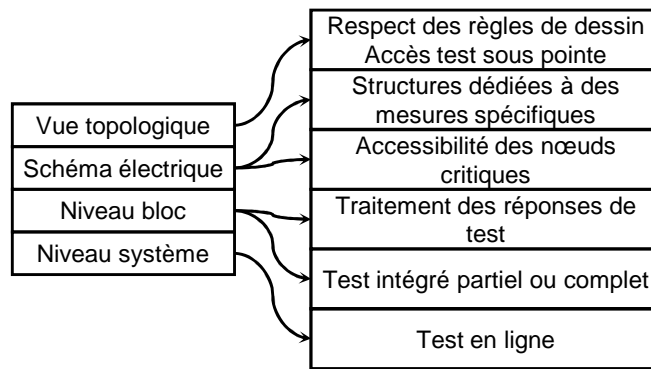 Vue topologique
Schéma électrique
Niveau bloc
Niveau système
Respect des règles de dessin
Accès test sous pointe
Structures dédiées à des
mesures spécifiques
Accessibilité des nœuds
critiques
Traitement des réponses de
test
Test intégré partiel ou complet
Test en ligne